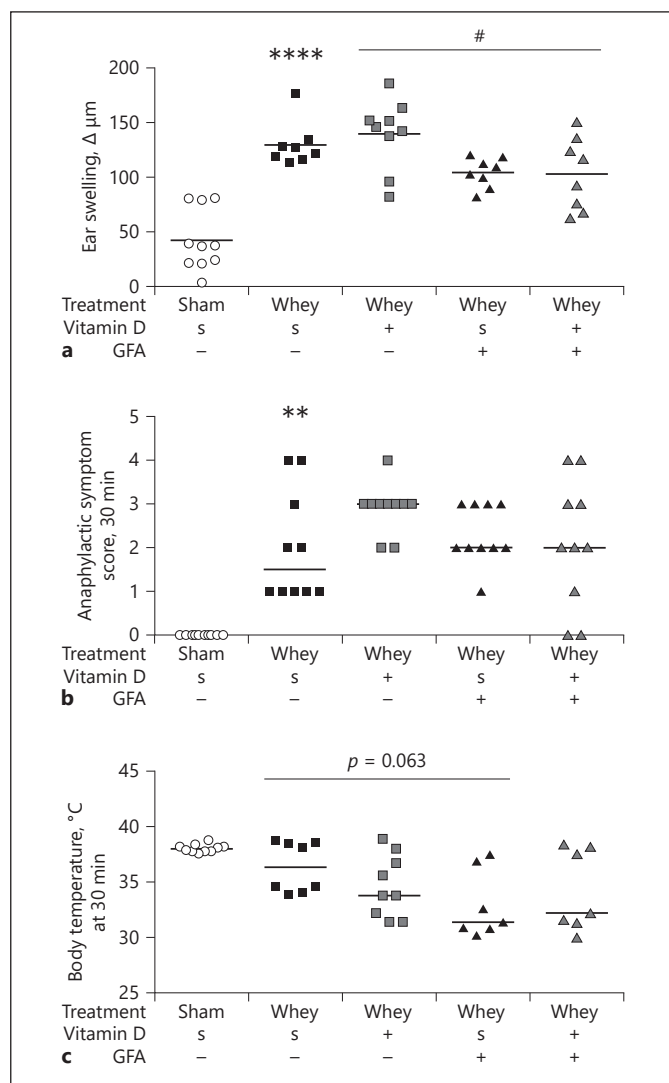 #
****
200
150
100
50
0
Ear swelling, Δ μm
Treatment Sham Whey Whey Whey Whey
Vitamin D s s + s +
a GFA – – – + +
**
5
4
3
2
1
0
Anaphylactic symptom
score, 30 min
Treatment Sham Whey Whey Whey Whey
Vitamin D s s + s +
b GFA – – – + +
p = 0.063
45
40
35
30
25
Body temperature, °C
at 30 min
Treatment Sham Whey Whey Whey Whey
Vitamin D s s + s +
c GFA – – – + +